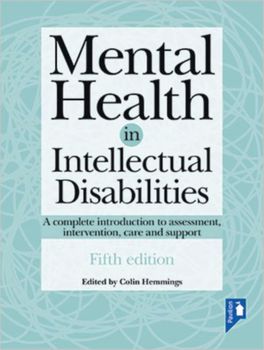 Mental
Health
in
Intellectual
Disabilities
A complete introduction to assessment,
intervention, care and support
Fifth edition
Edited by Colin Hemmings
Pavilion